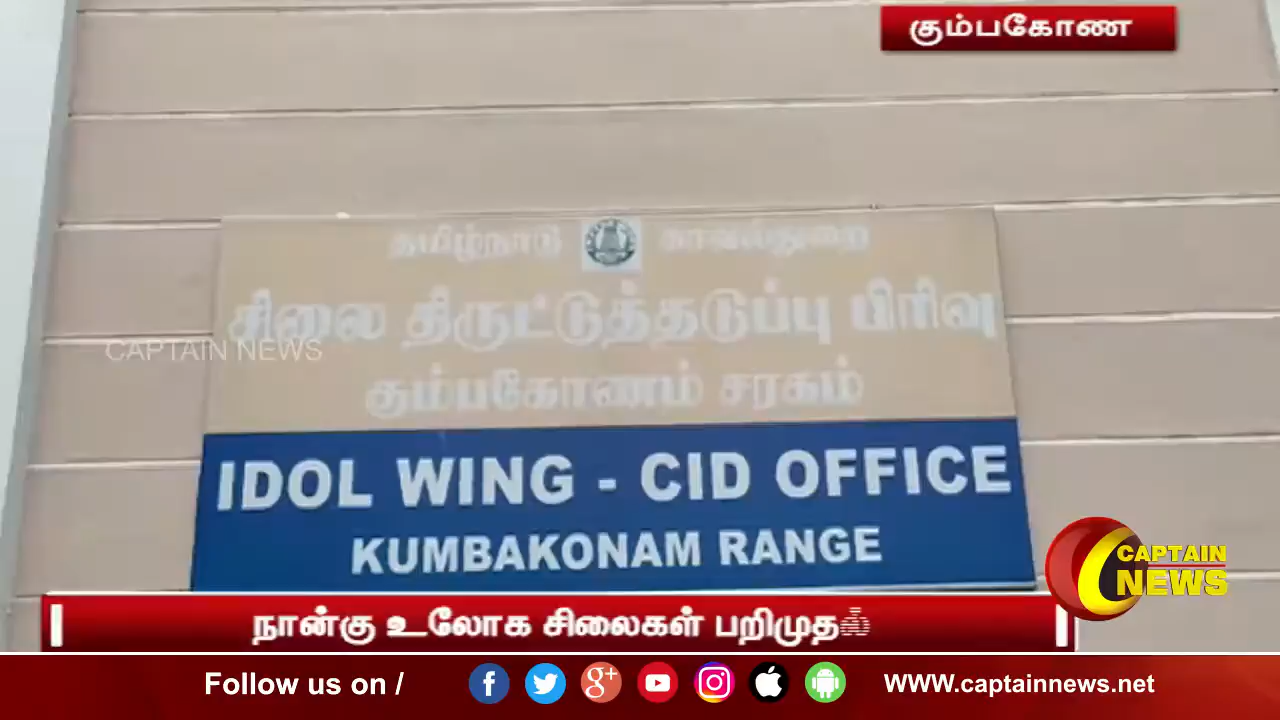 கும்பகோண
தமிழ்நாடு காவல்துறை
சிலை திருட்டுத்தடுப்பு பிரிவு
கும்பகோணம் சரகம்
CAPTAIN NEWS
IDOL WING - CID OFFICE
KUMBAKONAM RANGE
CAPTAIN
NEWS
நான்கு உலோக சிலைகள் பறிமுதல்
Follow us on /
WWW.captainnews.net